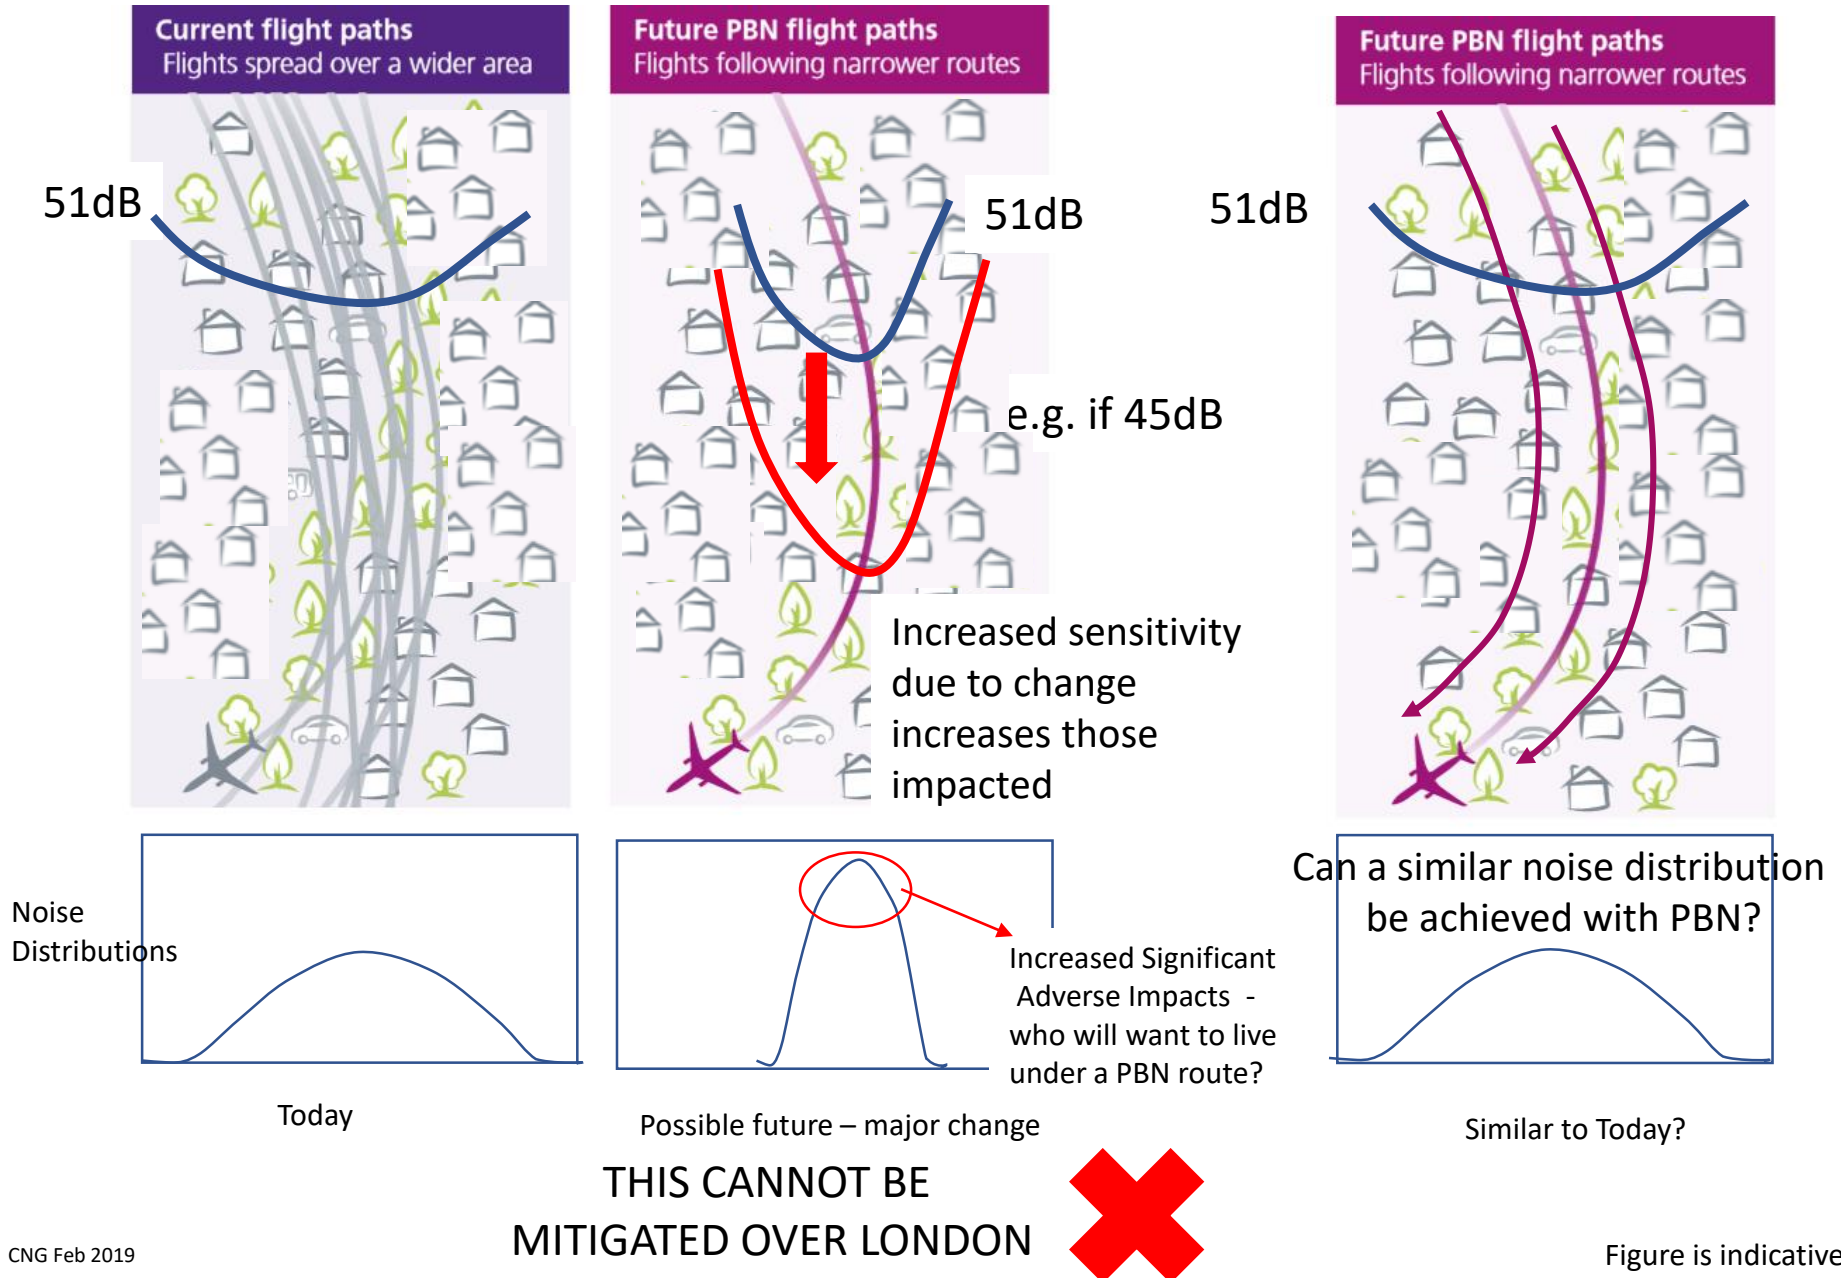 Current flight paths
Flights spread over a wider area
Future PBN flight paths
Flights following narrower routes
Future PBN flight paths
Flights following narrower routes
51dB
51dB
51dB
e.g. if 45dB
Increased sensitivity
due to change
increases those
impacted
Noise
Distributions
Increased Significant
Adverse Impacts -
who will want to live
under a PBN route?
Can a similar noise distribution
be achieved with PBN?
Today
Possible future – major change
Similar to Today?
THIS CANNOT BE
MITIGATED OVER LONDON
CNG Feb 2019
Figure is indicative